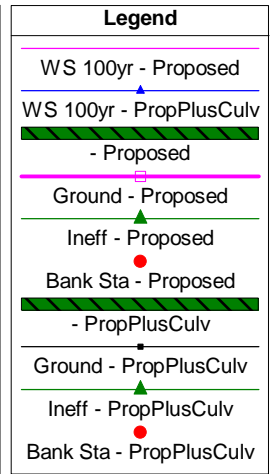 Legend
WS 100yr - Proposed
WS 100yr - PropPlusCulv
- Proposed
Ground - Proposed
Ineff - Proposed
Bank Sta - Proposed
- PropPlusCulv
Ground - PropPlusCulv
Ineff - PropPlusCulv
Bank Sta - PropPlusCulv